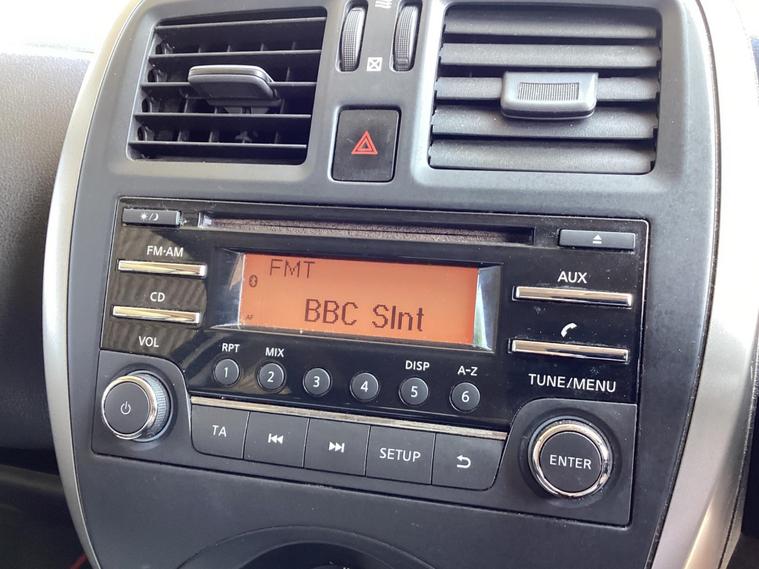 FM·AM
CD
VOL
FMT
AF
BBC SInt
AUX
TUNE/MENU
RPT MIX DISP A-Z
1 2 3 4 5 6
TA SETUP
ENTER